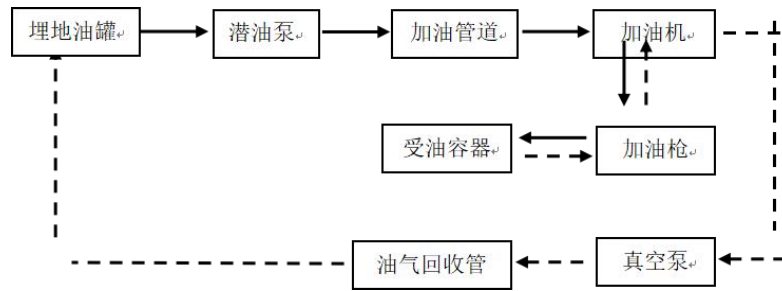 埋地油罐
潜油泵
加油管道
加油机
受油容器
加油枪
油气回收管
真空泵